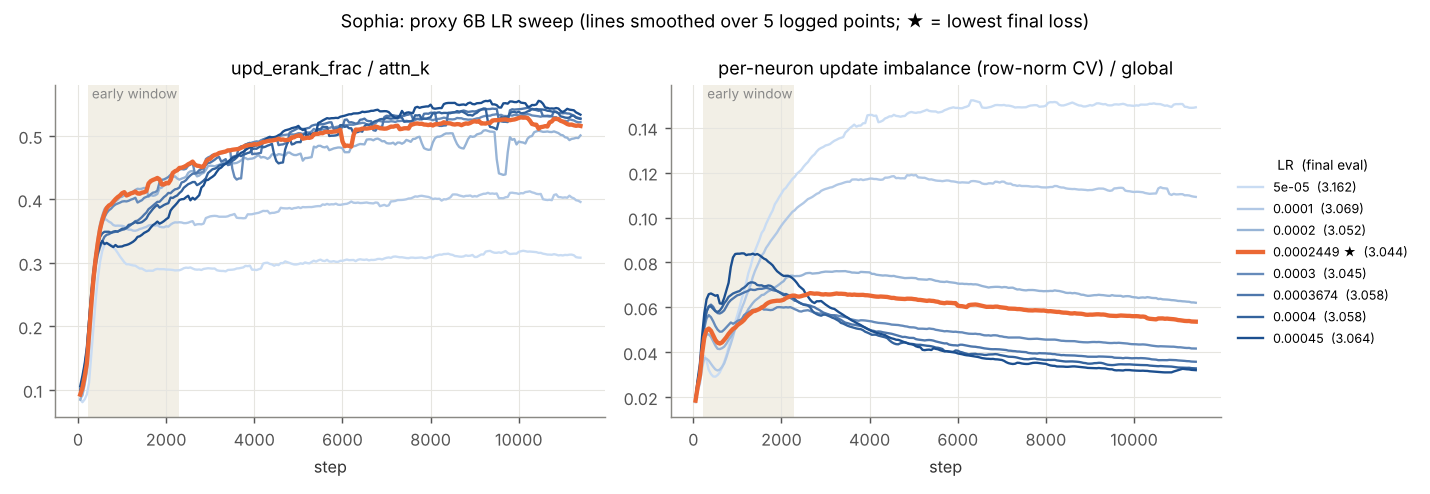 Sophia: proxy 6B LR sweep (lines smoothed over 5 logged points; ★ = lowest final loss)
upd_erank_frac / attn_k
early window
0.5
0.4
0.3
0.2
0.1
0 2000 4000 6000 8000 10000
step
per-neuron update imbalance (row-norm CV) / global
early window
0.14
0.12
0.10
0.08
0.06
0.04
0.02
0 2000 4000 6000 8000 10000
step
LR (final eval)
5e-05 (3.162)
0.0001 (3.069)
0.0002 (3.052)
0.0002449 ★ (3.044)
0.0003 (3.045)
0.0003674 (3.058)
0.0004 (3.058)
0.00045 (3.064)